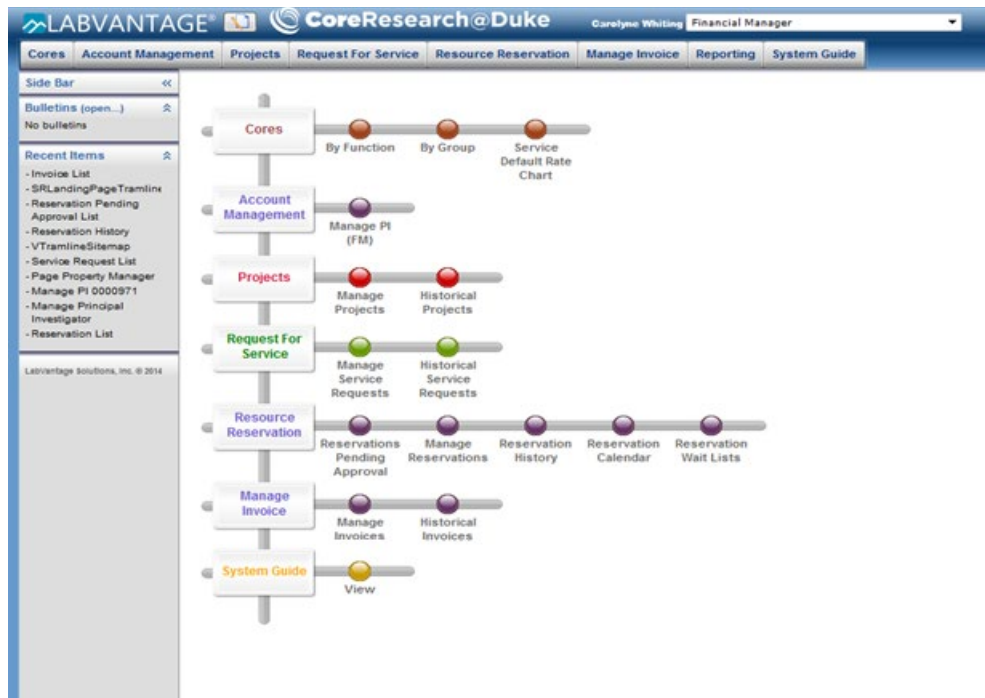 LABVANTAGE® CoreResearch@Duke Carolyne Whiting Financial Manager
Cores Account Management Projects Request For Service Resource Reservation Manage Invoice Reporting System Guide
Side Bar
Bulletins (open...)
No bulletins
Recent Items
- Invoice List
- SRLandingPageTramline
- Reservation Pending
Approval List
- Reservation History
- VTramlineSitemap
- Service Request List
- Page Property Manager
- Manage PI 0000971
- Manage Principal
Investigator
- Reservation List
LabVantage Solutions, Inc. © 2014
Cores
By Function
By Group
Service
Default Rate
Chart
Account
Management
Manage PI
(FM)
Projects
Manage
Projects
Historical
Projects
Request For
Service
Manage
Service
Requests
Historical
Service
Requests
Resource
Reservation
Reservations
Pending
Approval
Manage
Reservations
Reservation
History
Reservation
Calendar
Reservation
Wait Lists
Manage
Invoice
Manage
Invoices
Historical
Invoices
System Guide
View